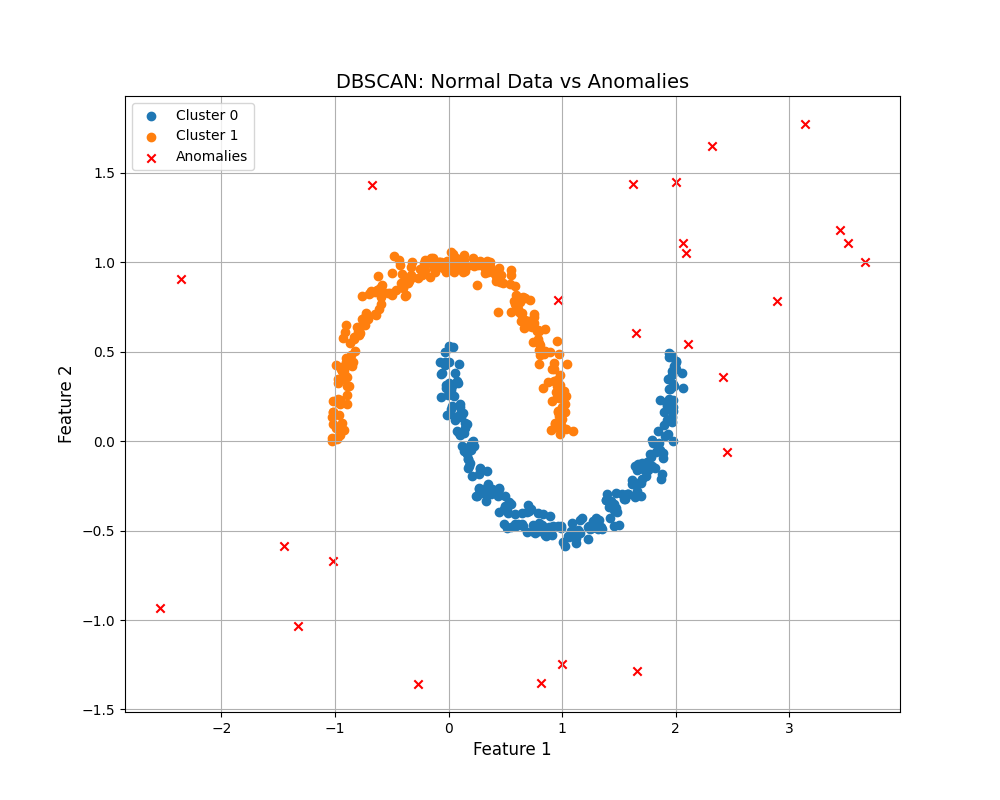 DBSCAN: Normal Data vs Anomalies
Cluster 0
Cluster 1
Anomalies
1.5
1.0
0.5
0.0
−0.5
−1.0
−1.5
Feature 2
−2
−1
0
1
2
3
Feature 1